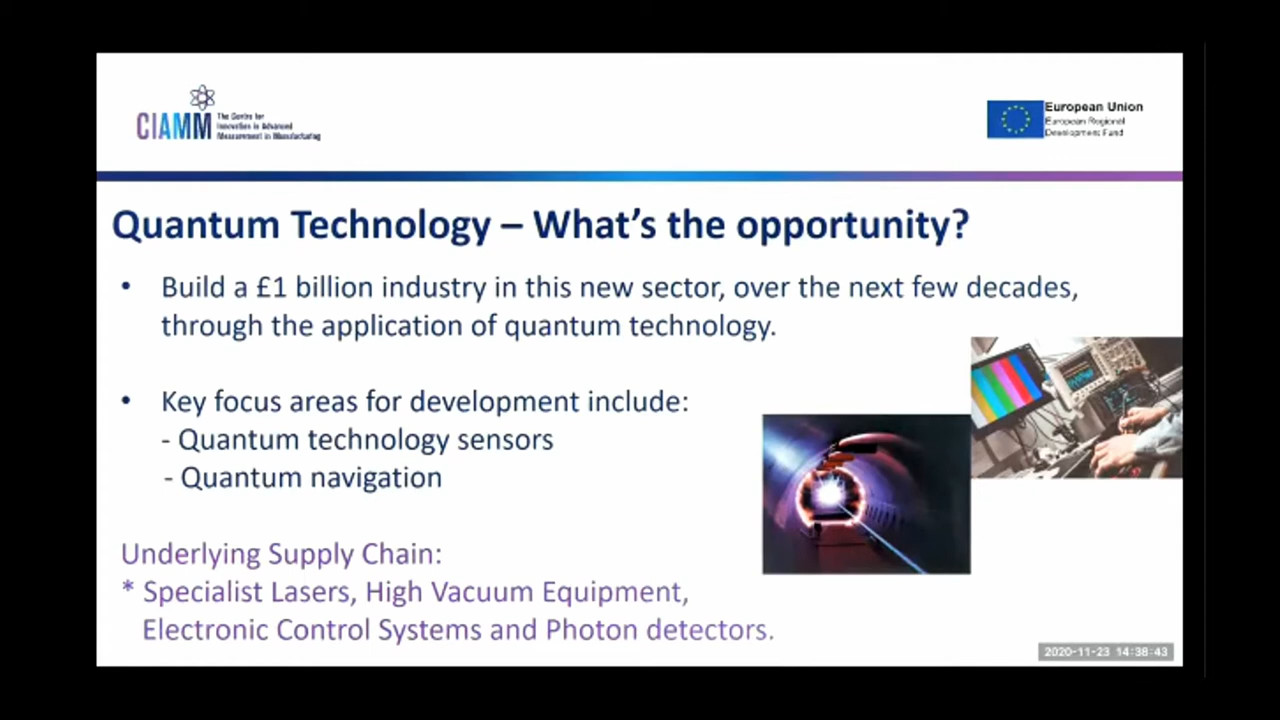 CIAMM
The Centre for
Innovation in Advanced
Measurement in Manufacturing
European Union
European Regional
Development Fund
Quantum Technology – What's the opportunity?
• Build a £1 billion industry in this new sector, over the next few decades,
through the application of quantum technology.
• Key focus areas for development include:
- Quantum technology sensors
- Quantum navigation
Underlying Supply Chain:
* Specialist Lasers, High Vacuum Equipment,
Electronic Control Systems and Photon detectors.
2020-11-23 14:38:43